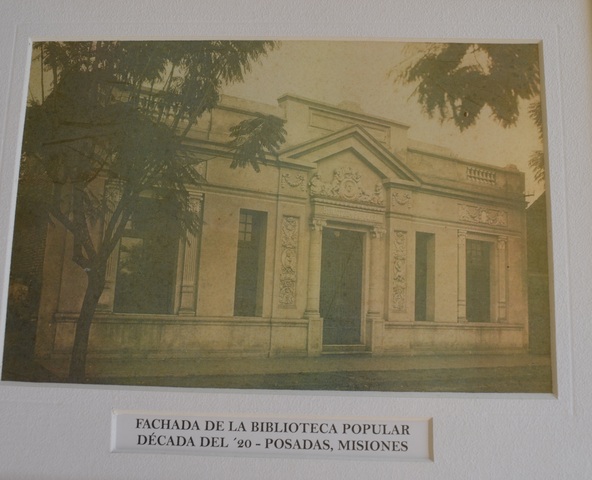 FACHADA DE LA BIBLIOTECA POPULAR
DÉCADA DEL ´20 - POSADAS, MISIONES